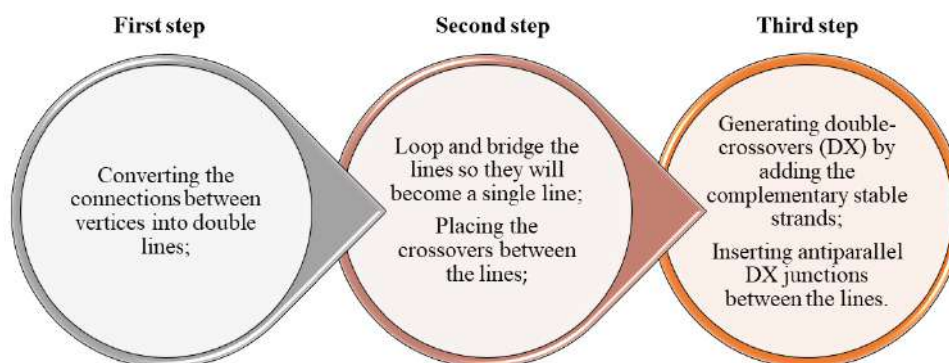 First step
Second step
Third step
Converting the
connections between
vertices into double
lines;
Loop and bridge the
lines so they will
become a single line;
Placing the
crossovers between
the lines;
Generating double-
crossovers (DX) by
adding the
complementary stable
strands;
Inserting antiparallel
DX junctions
between the lines.